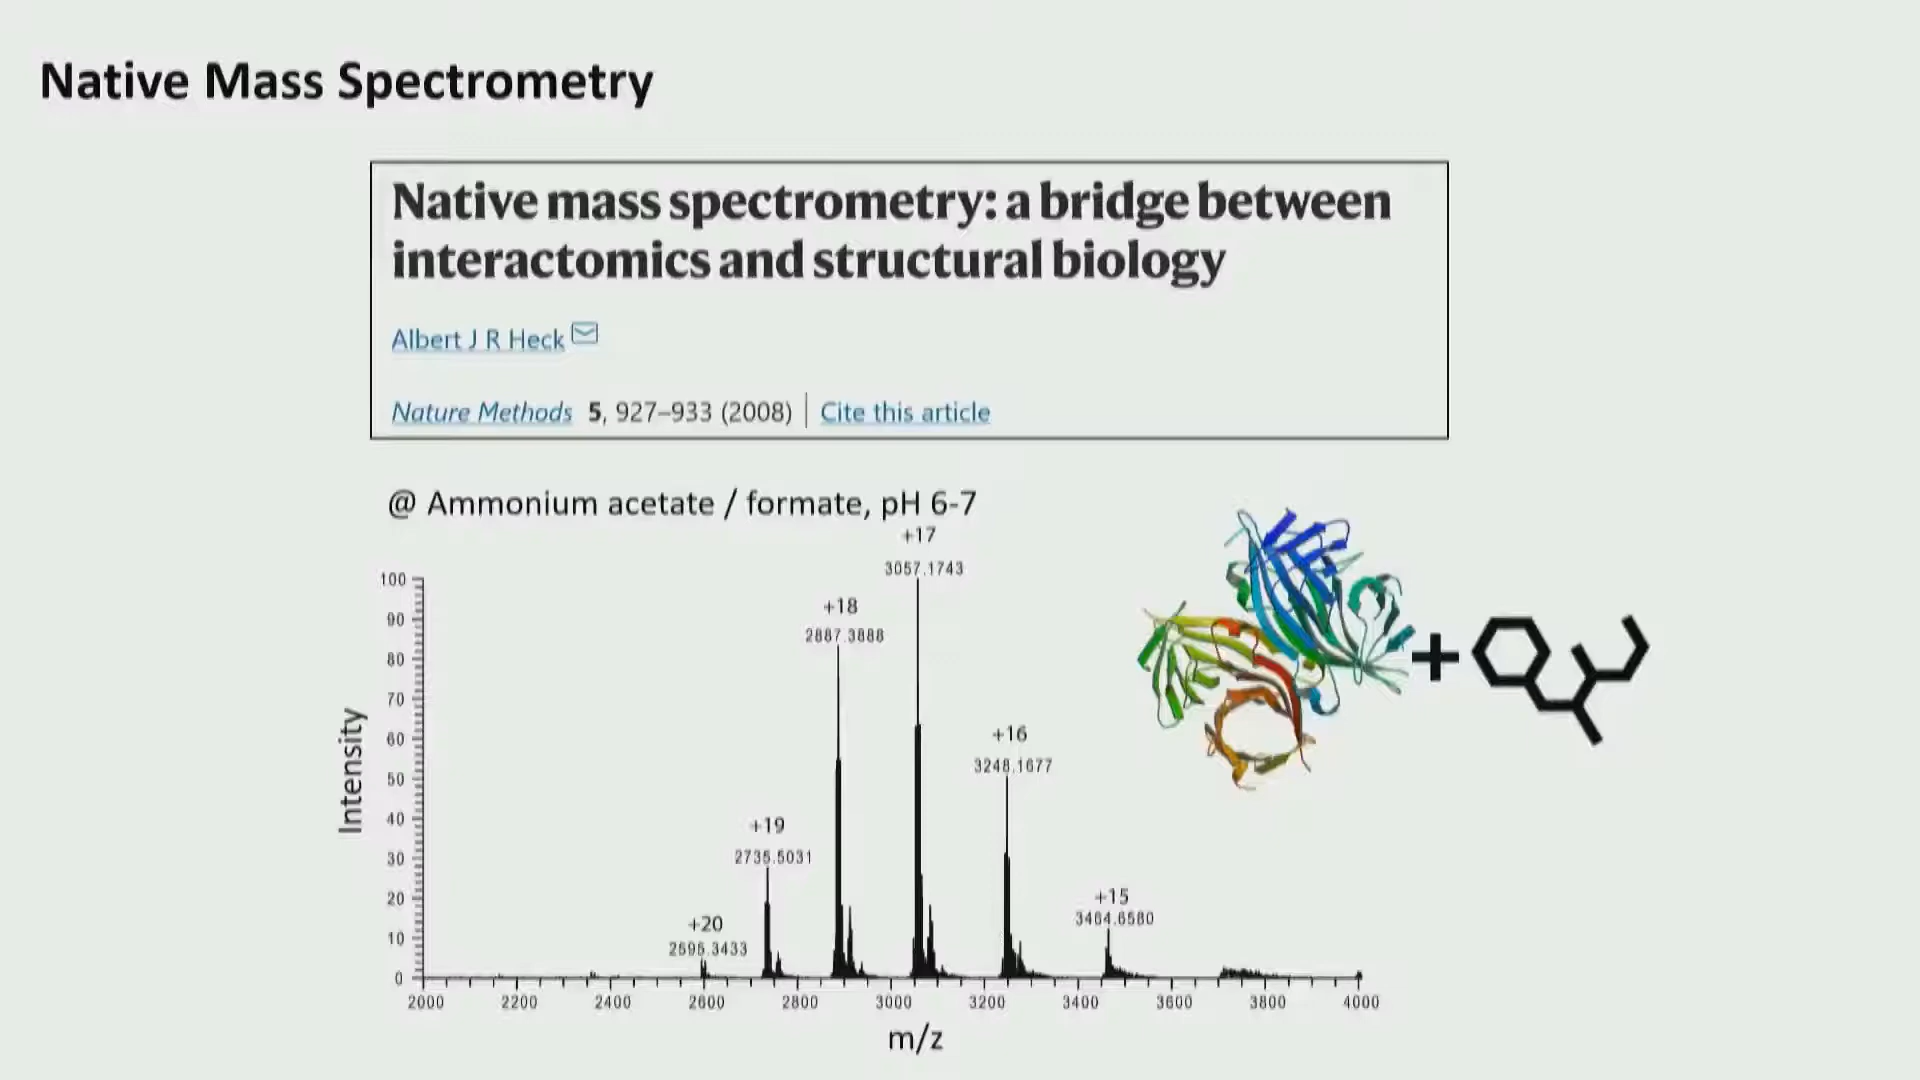 Native Mass Spectrometry
Native mass spectrometry: a bridge between
interactomics and structural biology
Albert J R Heck
Nature Methods 5, 927–933 (2008) | Cite this article
@ Ammonium acetate / formate, pH 6-7
+17
3057.1743
+18
2887.3888
+16
3248.1677
+19
2735.5031
+15
3464.6580
+20
2596.3433
Intensity
100
90
80
70
60
50
40
30
20
10
0
2000 2200 2400 2600 2800 3000 3200 3400 3600 3800 4000
m/z
+